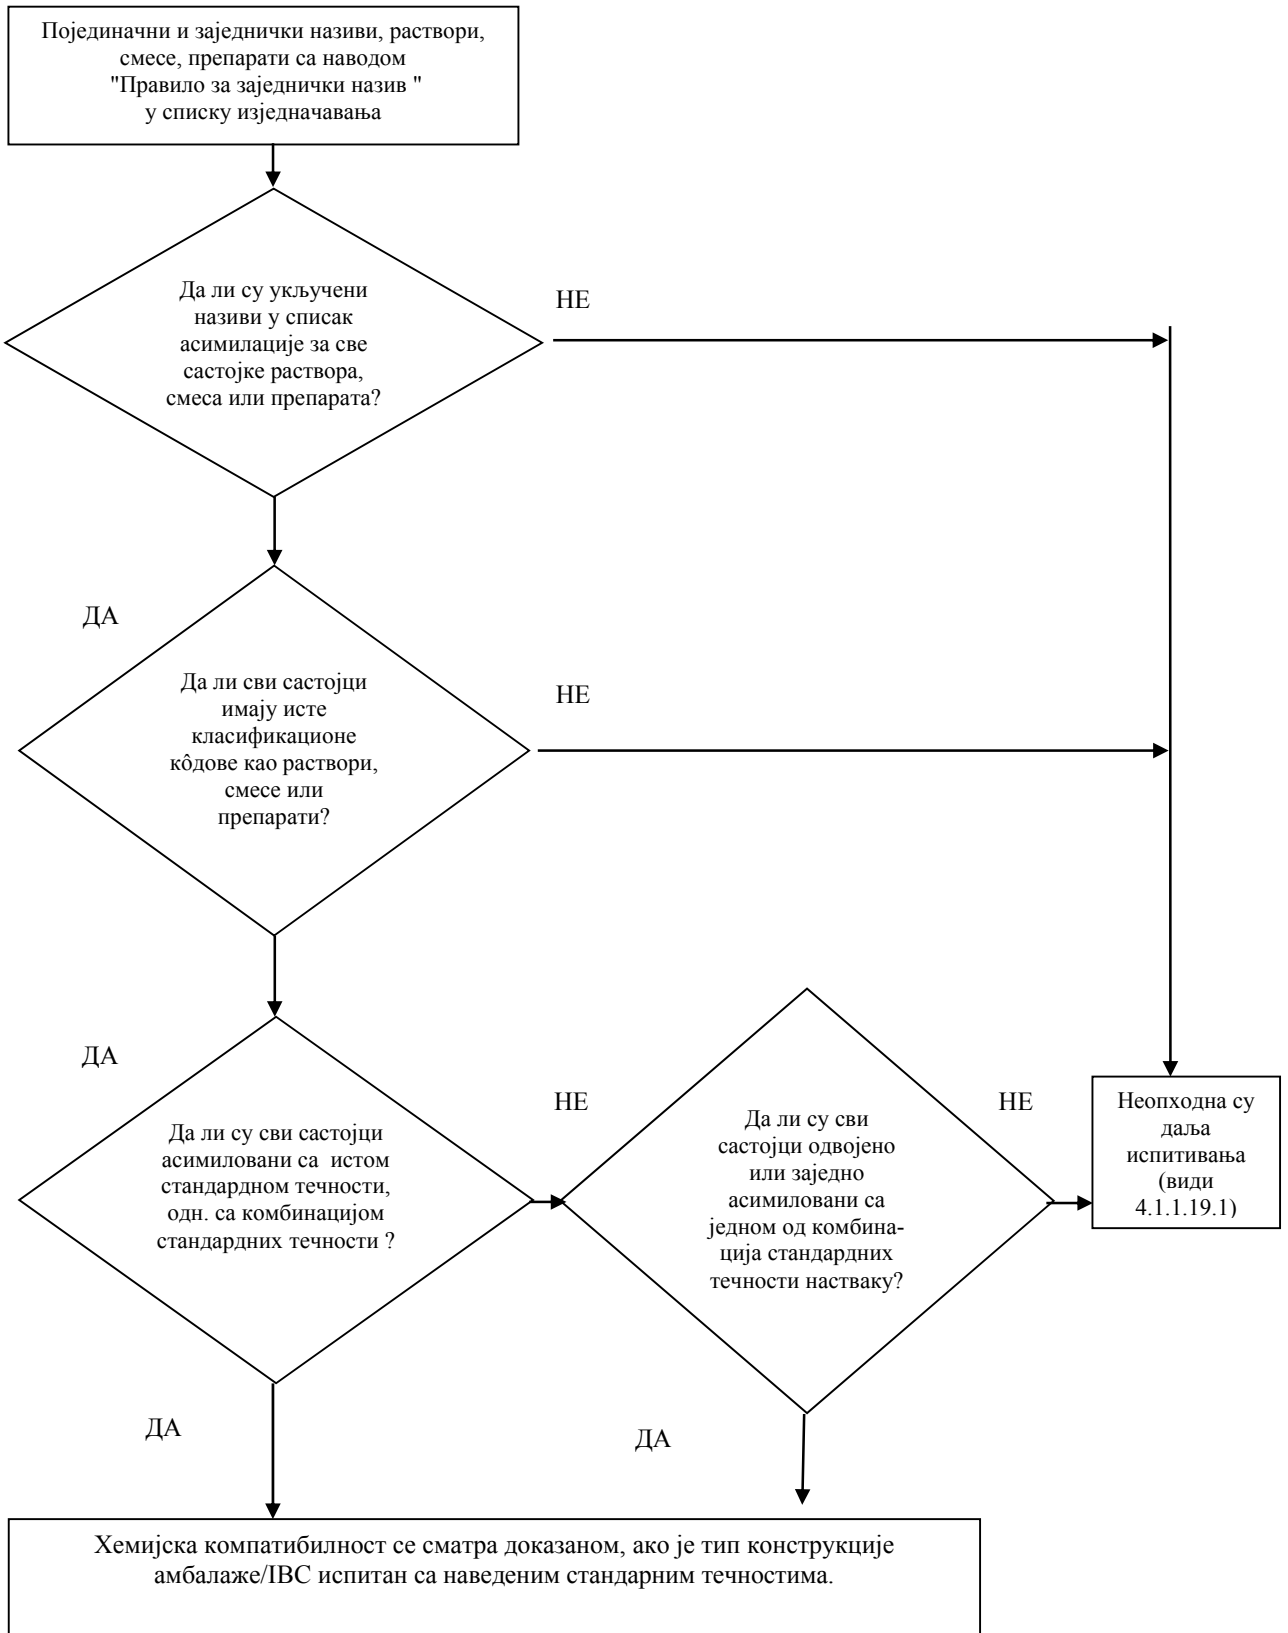 Појединачни и заједнички називи, раствори,
смесе, препарати са наводом
"Правило за заједнички назив "
у списку изједначавања
Да ли су укључени
називи у списак
асимилације за све
састојке раствора,
смеса или препарата?
НЕ
ДА
Да ли сви састојци
имају исте
класификационе
кôдове као раствори,
смесе или
препарати?
НЕ
ДА
Да ли су сви састојци
асимиловани са  истом
стандардном течности,
одн. са комбинацијом
стандардних течности ?
НЕ
Да ли су сви
састојци одвојено
или заједно
асимиловани са
једном од комбина-
ција стандардних
течности наставку?
НЕ
Неопходна су
даља
испитивања
(види
4.1.1.19.1)
ДА
ДА
Хемијска компатибилност се сматра доказаном, ако је тип конструкције
амбалаже/IBC испитан са наведеним стандарним течностима.